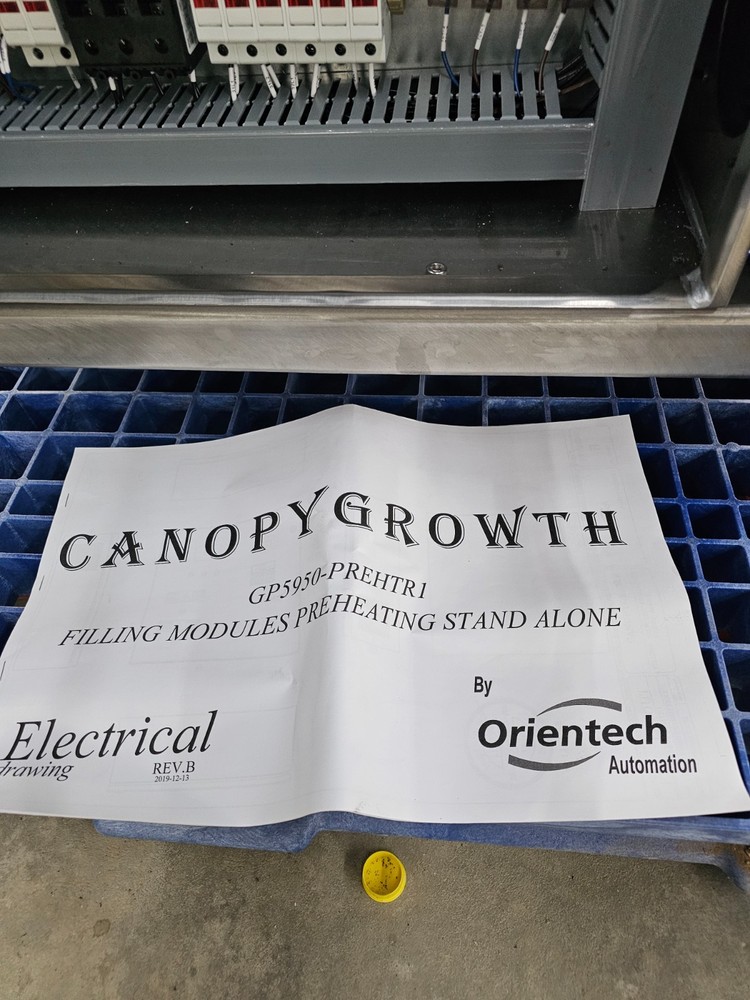 CANOPYGROWTH
GP5950-PREHTR1
FILLING MODULES PREHEATING STAND ALONE
By
Orientech
Automation
Electrical
drawing
REV.B
2019-12-13